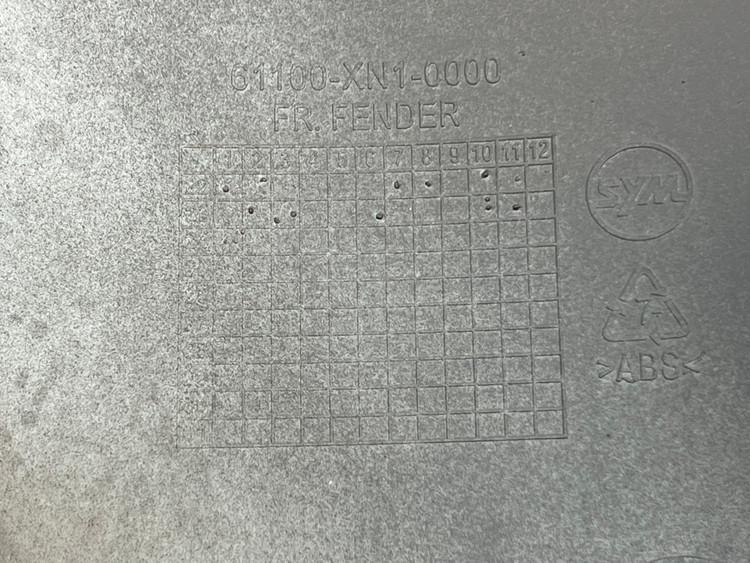 61100-XN1-0000
FR. FENDER
1 2 3 4 5 6 7 8 9 10 11 12
SYM
>ABS<